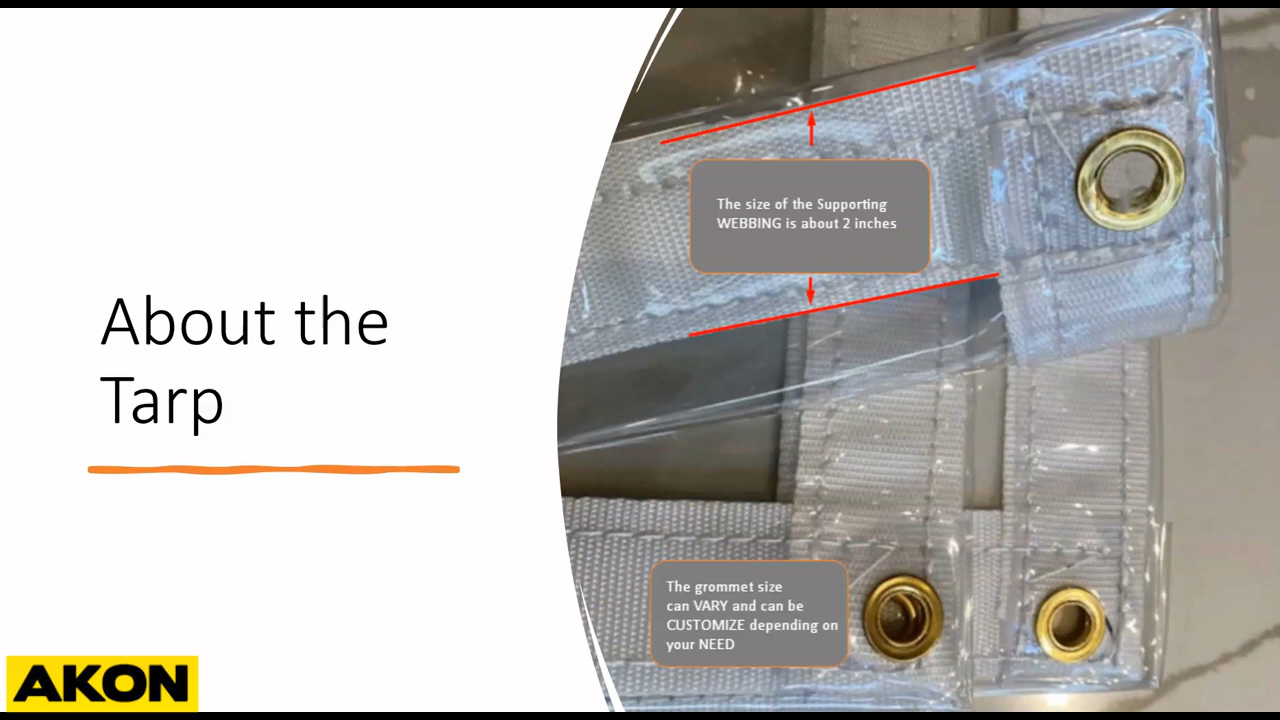 About the
Tarp
The size of the Supporting
WEBBING is about 2 inches
The grommet size
can VARY and can be
CUSTOMIZE depending on
your NEED
AKON